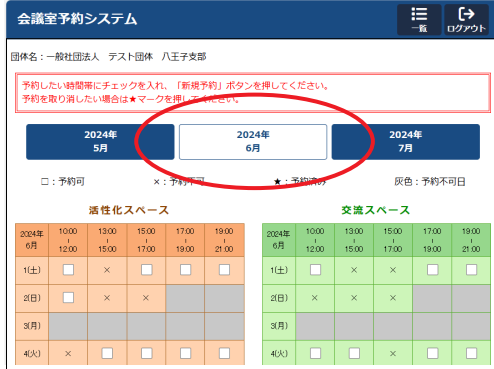 会議室予約システム
一覧 ログアウト
団体名：一般社団法人　テスト団体　八王子支部
予約したい時間帯にチェックを入れ、「新規予約」ボタンを押してください。
予約を取り消したい場合は★マークを押してください。
2024年
5月
2024年
6月
2024年
7月
□：予約可 ×：予約不可 ★：予約済み 灰色：予約不可日
活性化スペース
2024年
6月
10:00
|
12:00
13:00
|
15:00
15:00
|
17:00
17:00
|
19:00
19:00
|
21:00
1(土) □ × □ □ □
2(日) □ × ×
3(月)
4(火) × □ □ □ □
交流スペース
2024年
6月
10:00
|
12:00
13:00
|
15:00
15:00
|
17:00
17:00
|
19:00
19:00
|
21:00
1(土) □ × × □ □
2(日) × × ×
3(月)
4(火) □ □ × □ □